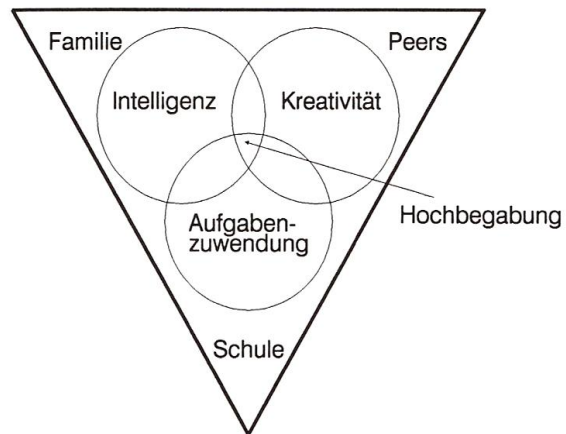 Familie
Peers
Intelligenz
Kreativität
Hochbegabung
Aufgaben-
zuwendung
Schule